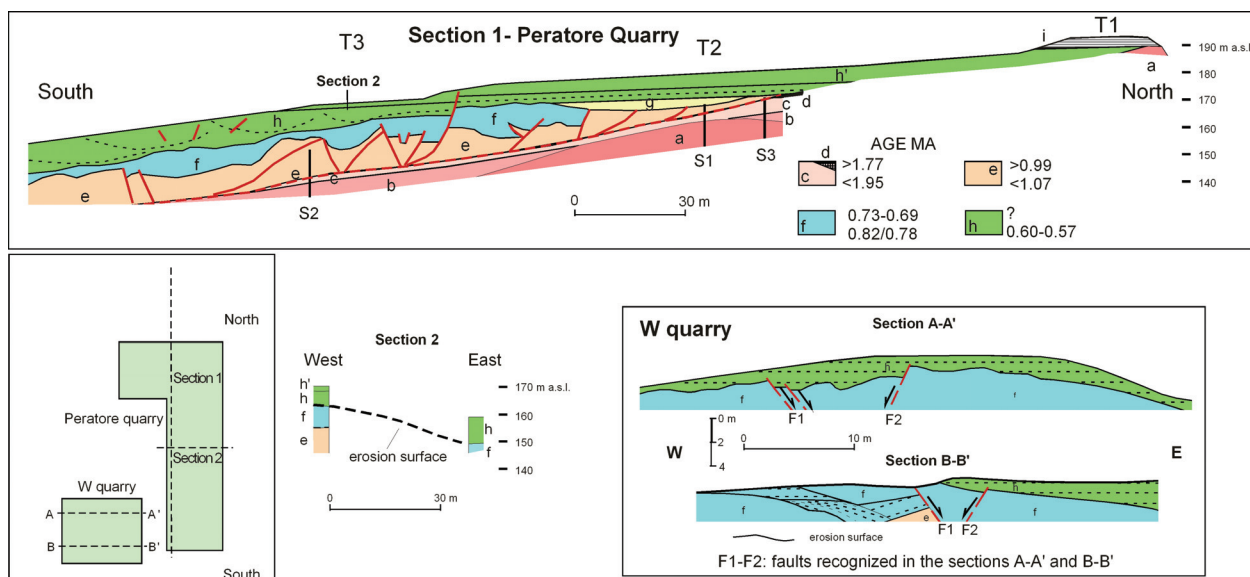 Section 1- Peratore Quarry
T3
T2
T1
Section 2
South
North
i
a
h'
h
g
f
d
c
b
f
e
a
e
e
c
b
S2
S1
S3
190 m a.s.l.
180
170
160
150
140
0 30 m
AGE MA
d
c
>1.77
<1.95
e
>0.99
<1.07
f
0.73-0.69
0.82/0.78
h
?
0.60-0.57
North
Section 1
Peratore quarry
Section 2
W quarry
A A'
B B'
South
Section 2
West East
h'
h
f
e
170 m a.s.l.
160
150
140
h
f
erosion surface
0 30 m
W quarry
Section A-A'
h
f
f
F1 F2
0 m
2
4
0 10 m
W E
Section B-B'
f
h
f
e
f
F1 F2
erosion surface
F1-F2: faults recognized in the sections A-A' and B-B'